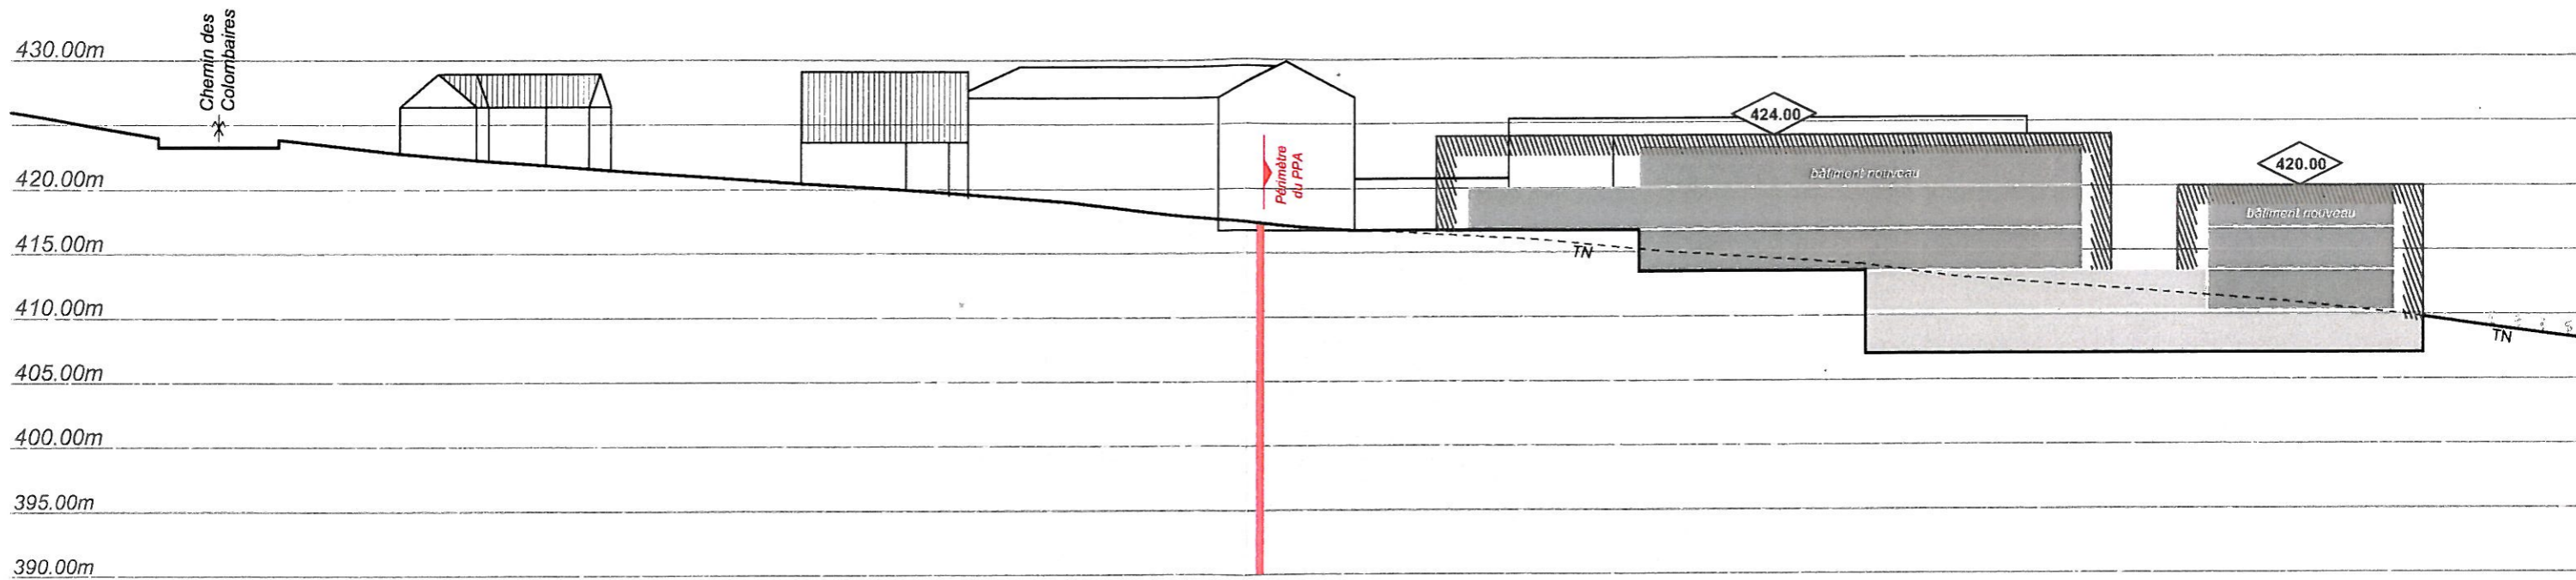 Chemin des
Colombaires
430.00m
420.00m
415.00m
410.00m
405.00m
400.00m
395.00m
390.00m
Périmètre
du PPA
424.00
bâtiment nouveau
420.00
bâtiment nouveau
TN
TN